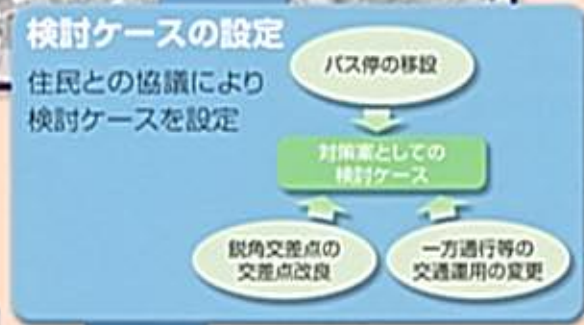 検討ケースの設定
住民との協議により
検討ケースを設定
バス停の移設
対策案としての
検討ケース
鋭角交差点の
交差点改良
一方通行等の
交通運用の変更